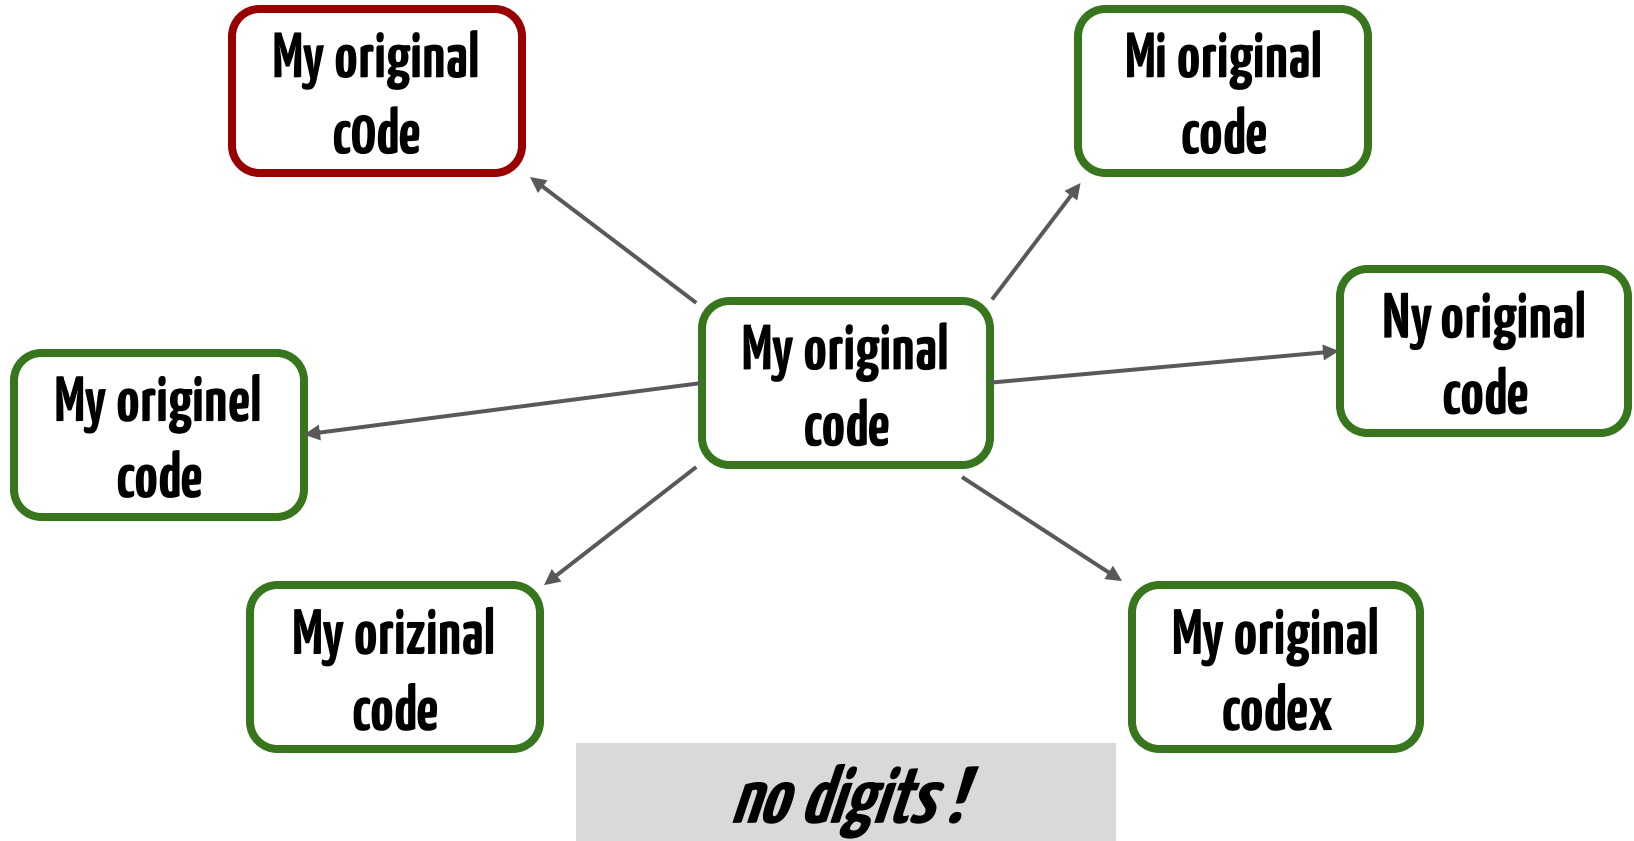 My original
c0de
Mi original
code
Ny original
code
My original
code
My originel
code
My orizinal
code
My original
codex
no digits !